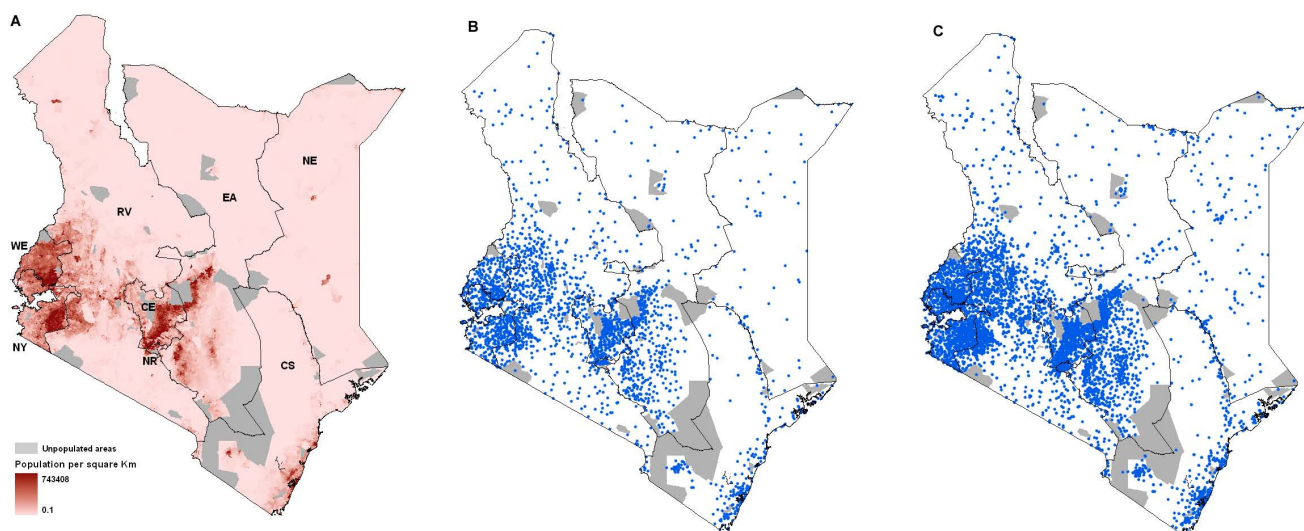 A
B
C
NE
RV
EA
WE
CE
NY
NR
CS
Unpopulated areas
Population per square Km
743408
0.1